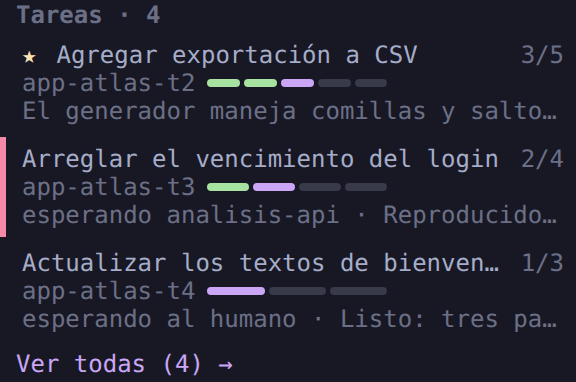 Tareas · 4
★ Agregar exportación a CSV 3/5
app-atlas-t2
El generador maneja comillas y salto…
Arreglar el vencimiento del login 2/4
app-atlas-t3
esperando analisis-api · Reproducido…
Actualizar los textos de bienven… 1/3
app-atlas-t4
esperando al humano · Listo: tres pa…
Ver todas (4) →